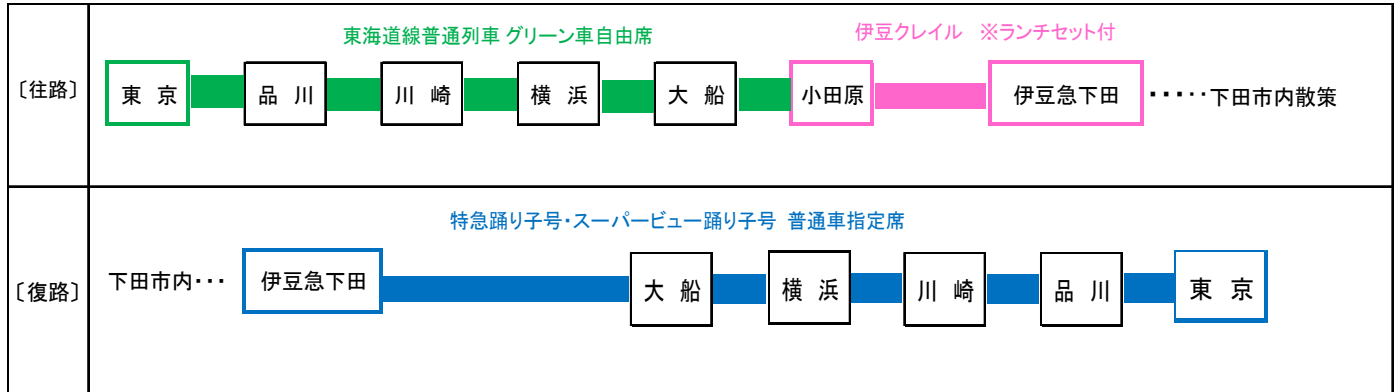 東海道線普通列車 グリーン車自由席
伊豆クレイル ※ランチセット付
〔往路〕
東 京
品 川
川 崎
横 浜
大 船
小田原
伊豆急下田
・・・・・下田市内散策
特急踊り子号・スーパービュー踊り子号 普通車指定席
〔復路〕
下田市内・・・
伊豆急下田
大 船
横 浜
川 崎
品 川
東 京